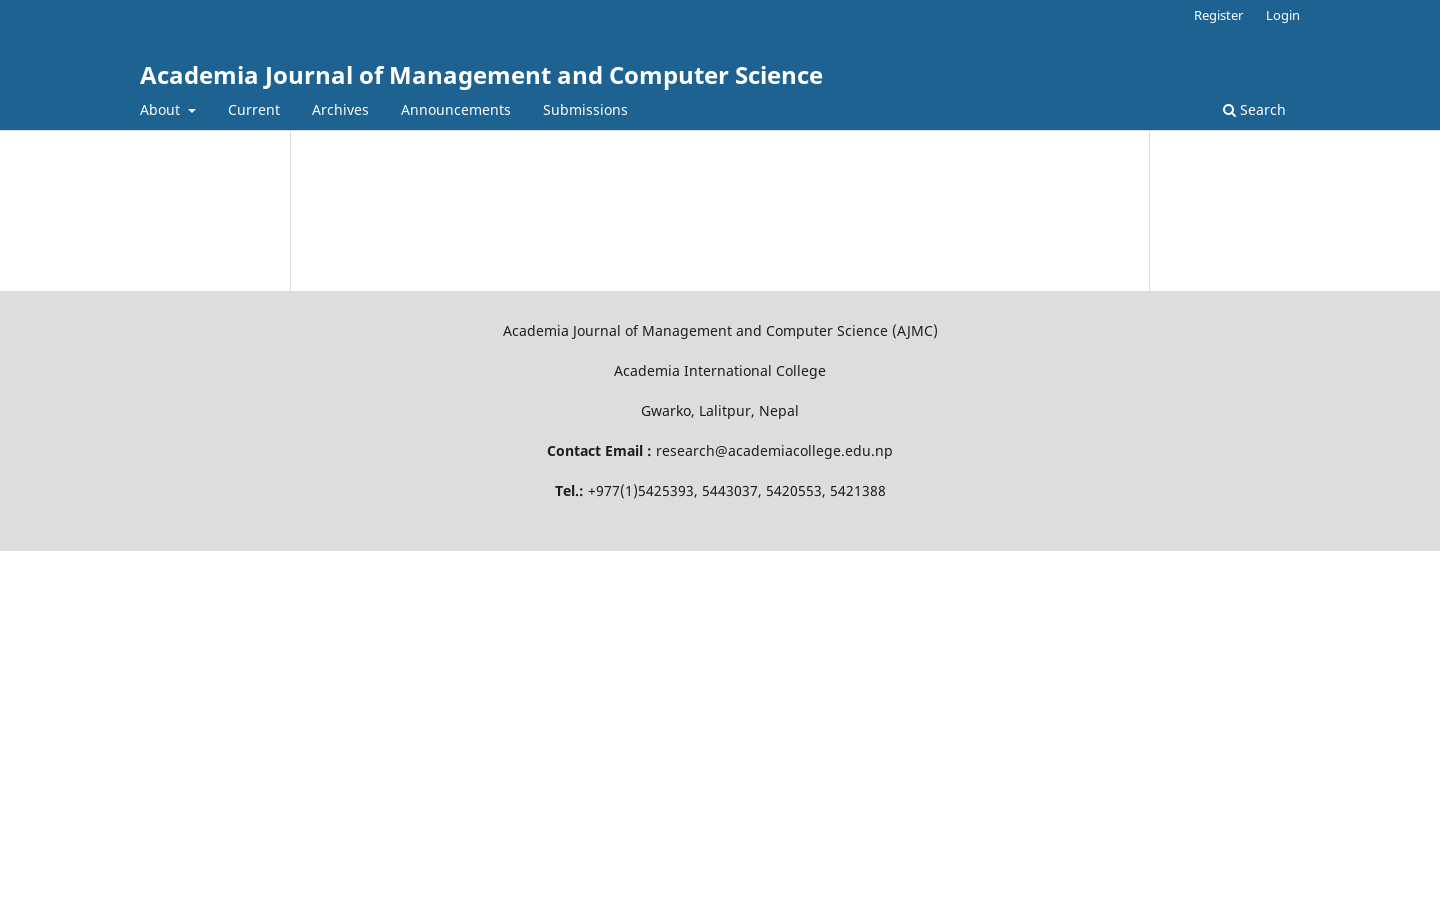 Register Login
Academia Journal of Management and Computer Science
About Current Archives Announcements Submissions Search
Academia Journal of Management and Computer Science (AJMC)
Academia International College
Gwarko, Lalitpur, Nepal
Contact Email : research@academiacollege.edu.np
Tel.: +977(1)5425393, 5443037, 5420553, 5421388